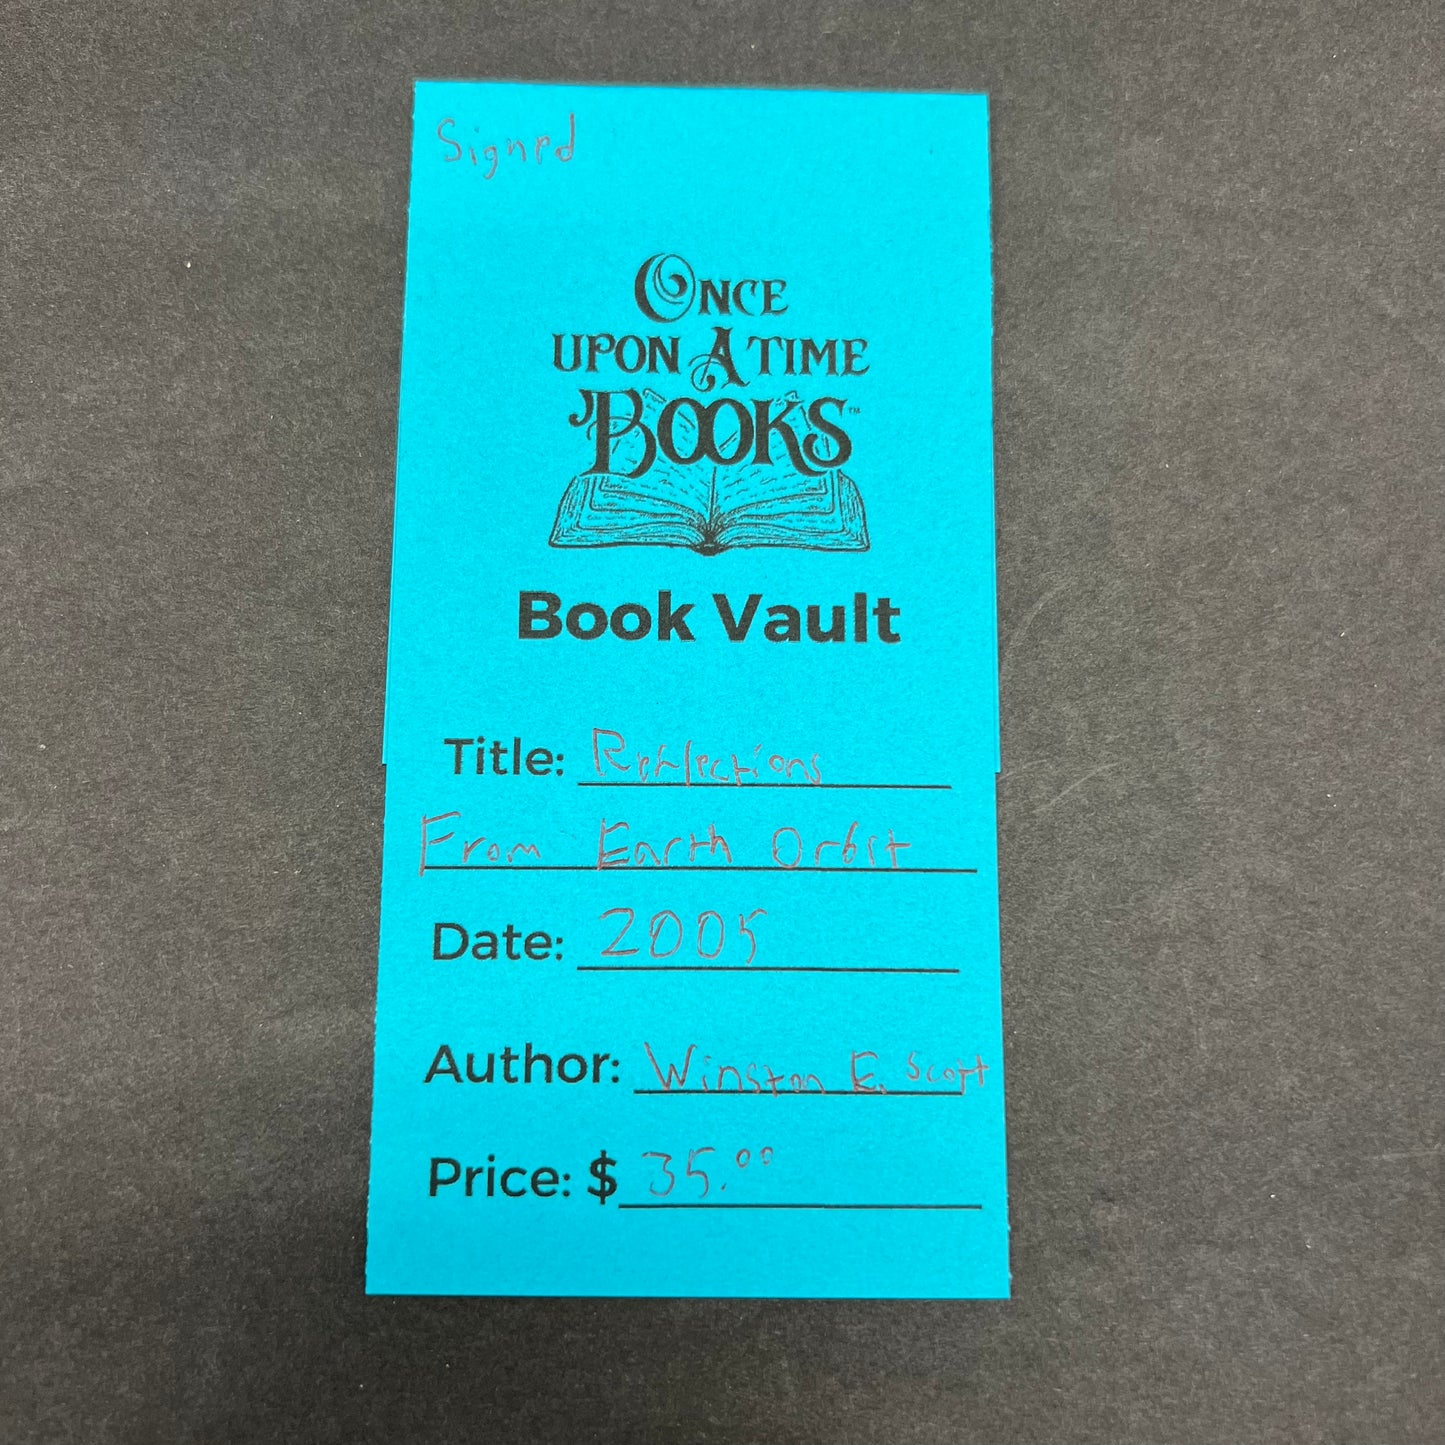 Signed
ONCE
UPON A TIME
BOOKS™
Book Vault
Title: Reflections
From Earth Orbit
Date: 2005
Author: Winston E. Scott
Price: $ 35.00